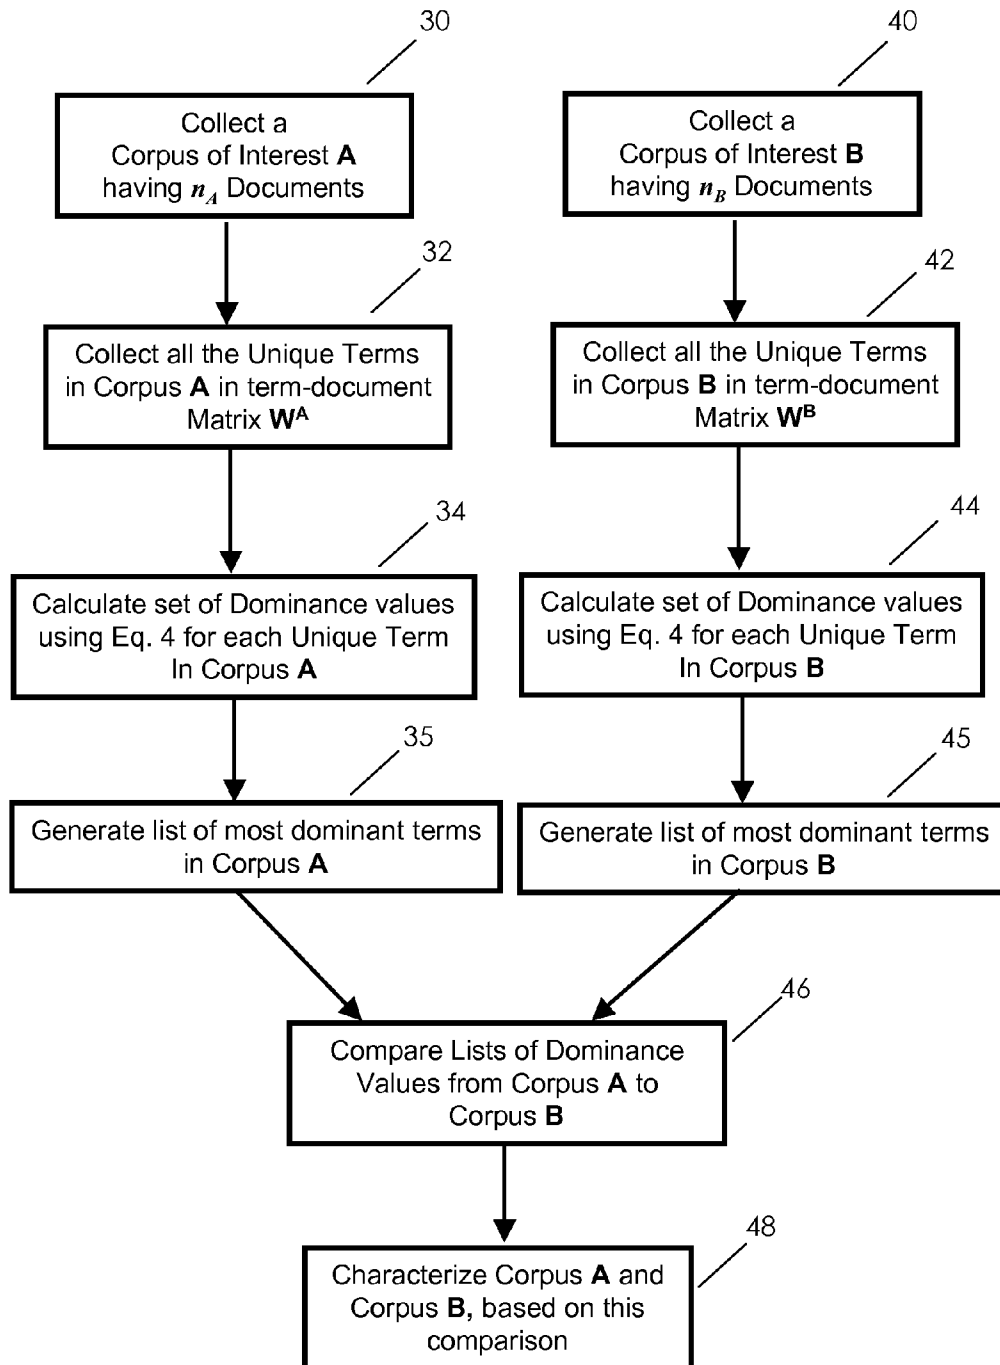 30
Collect a
Corpus of Interest A
having nA Documents
40
Collect a
Corpus of Interest B
having nB Documents
32
Collect all the Unique Terms
in Corpus A in term-document
Matrix WA
42
Collect all the Unique Terms
in Corpus B in term-document
Matrix WB
34
Calculate set of Dominance values
using Eq. 4 for each Unique Term
In Corpus A
44
Calculate set of Dominance values
using Eq. 4 for each Unique Term
In Corpus B
35
Generate list of most dominant terms
in Corpus A
45
Generate list of most dominant terms
in Corpus B
46
Compare Lists of Dominance
Values from Corpus A to
Corpus B
48
Characterize Corpus A and
Corpus B, based on this
comparison